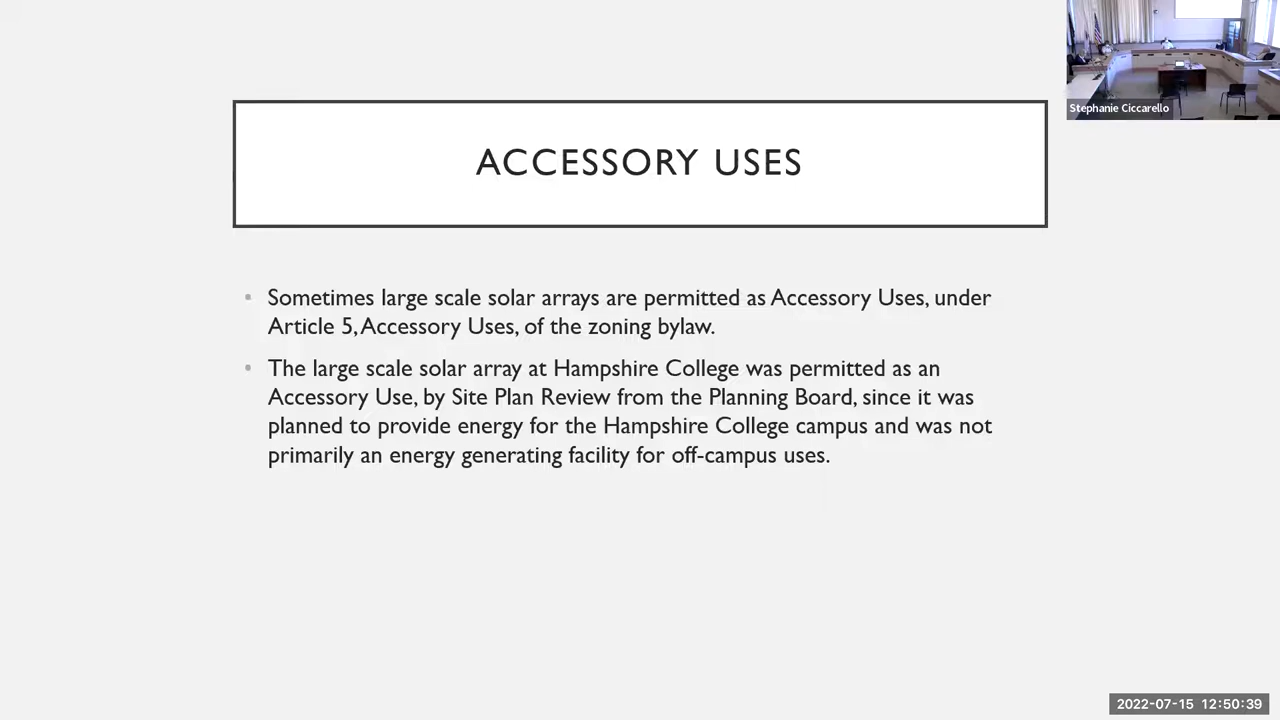 Stephanie Ciccarello
ACCESSORY USES
• Sometimes large scale solar arrays are permitted as Accessory Uses, under
Article 5, Accessory Uses, of the zoning bylaw.
• The large scale solar array at Hampshire College was permitted as an
Accessory Use, by Site Plan Review from the Planning Board, since it was
planned to provide energy for the Hampshire College campus and was not
primarily an energy generating facility for off-campus uses.
2022-07-15 12:50:39